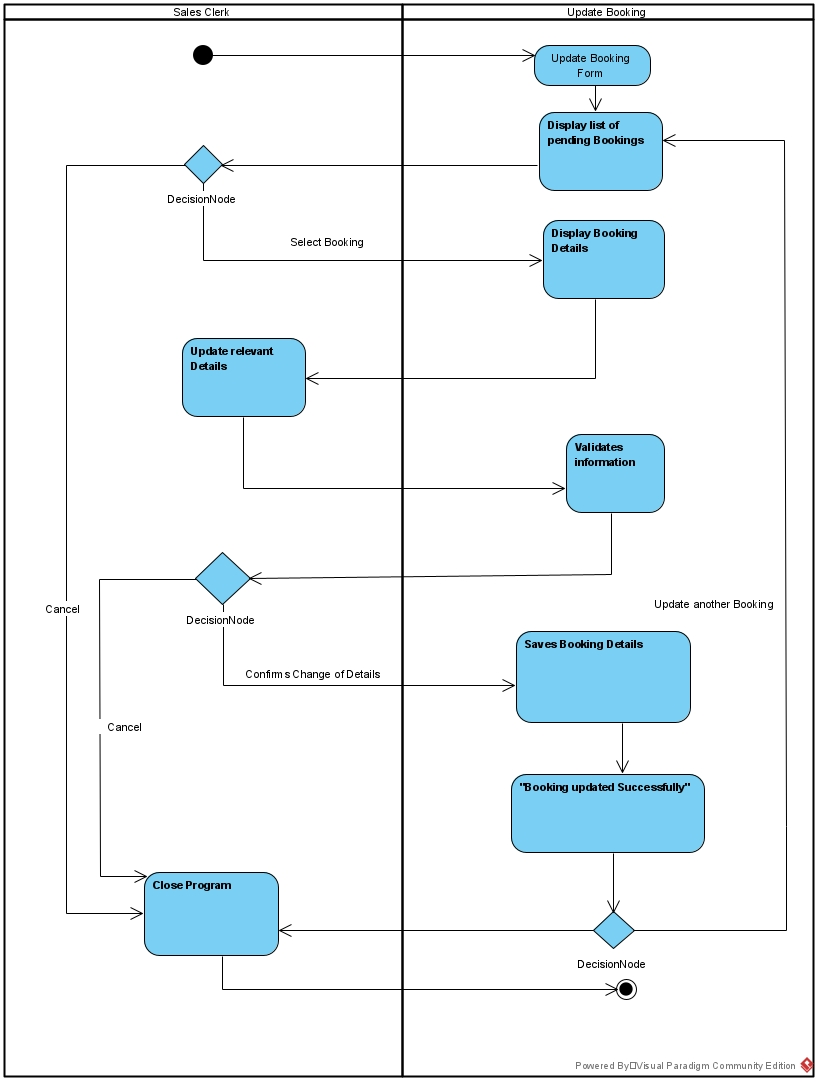 Sales Clerk
Update Booking
Update Booking
Form
Display list of
pending Bookings
DecisionNode
Select Booking
Display Booking
Details
Update relevant
Details
Validates
information
Cancel
DecisionNode
Update another Booking
Saves Booking Details
Confirms Change of Details
Cancel
"Booking updated Successfully"
Close Program
DecisionNode
Powered By Visual Paradigm Community Edition